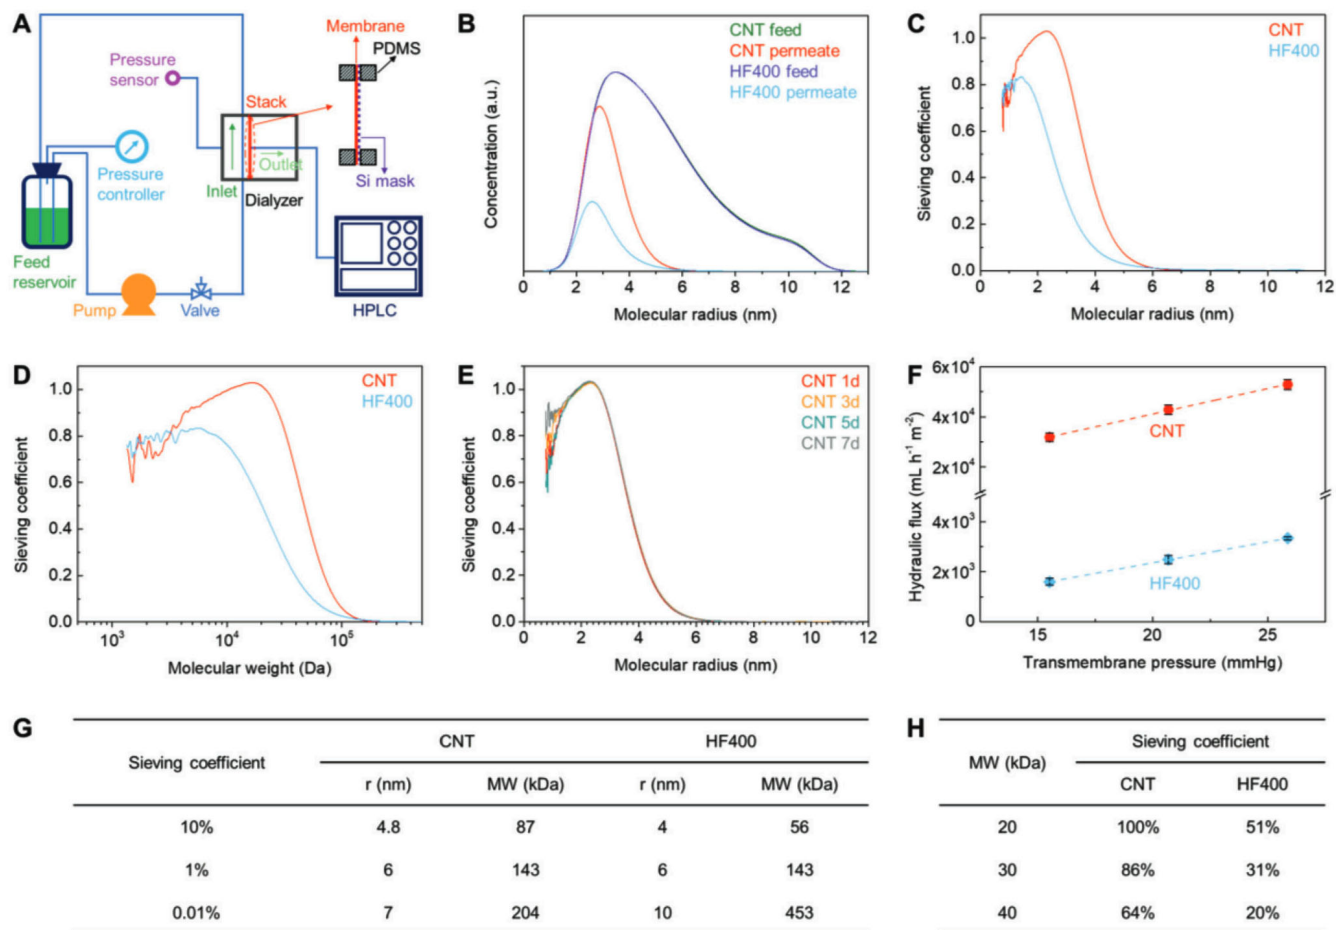 A
Membrane
PDMS
Pressure
sensor
Stack
Outlet
Pressure
controller
Inlet
Dialyzer
Si mask
Feed
reservoir
Pump
Valve
HPLC
B
CNT feed
CNT permeate
HF400 feed
HF400 permeate
Concentration (a.u.)
0 2 4 6 8 10 12
Molecular radius (nm)
C
CNT
HF400
Sieving coefficient
1.0
0.8
0.6
0.4
0.2
0.0
0 2 4 6 8 10 12
Molecular radius (nm)
D
CNT
HF400
Sieving coefficient
1.0
0.8
0.6
0.4
0.2
0.0
10³ 10⁴ 10⁵
Molecular weight (Da)
E
CNT 1d
CNT 3d
CNT 5d
CNT 7d
Sieving coefficient
1.0
0.8
0.6
0.4
0.2
0.0
0 2 4 6 8 10 12
Molecular radius (nm)
F
Hydraulic flux (mL h⁻¹ m⁻²)
6x10⁴
4x10⁴
2x10⁴
4x10³
2x10³
0
CNT
HF400
15 20 25
Transmembrane pressure (mmHg)
G
Sieving coefficient CNT HF400
r (nm) MW (kDa) r (nm) MW (kDa)
10% 4.8 87 4 56
1% 6 143 6 143
0.01% 7 204 10 453
H
MW (kDa) Sieving coefficient
CNT HF400
20 100% 51%
30 86% 31%
40 64% 20%